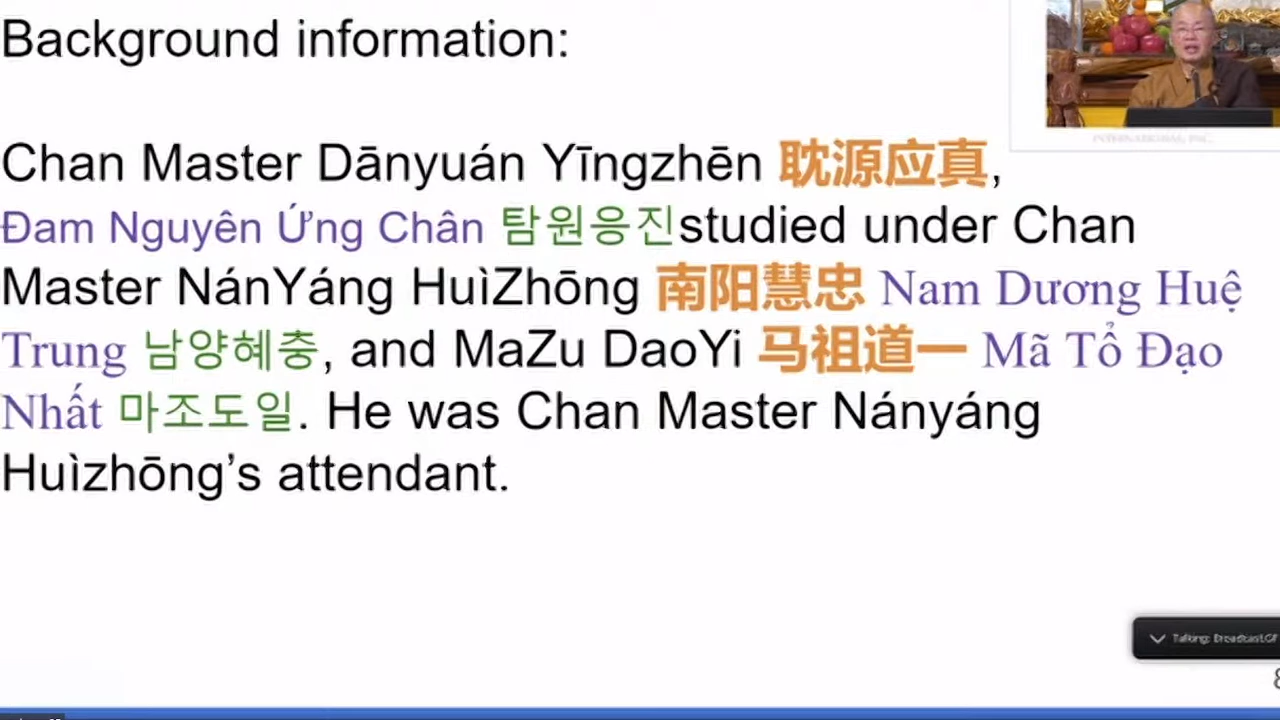 Background information:
Chan Master Dānyuán Yīngzhēn 耽源应真,
Đam Nguyên Ứng Chân 탐원응진studied under Chan
Master NánYáng HuìZhōng 南阳慧忠 Nam Dương Huệ
Trung 남양혜충, and MaZu DaoYi 马祖道一 Mã Tổ Đạo
Nhất 마조도일. He was Chan Master Nányáng
Huìzhōng’s attendant.
Talking: